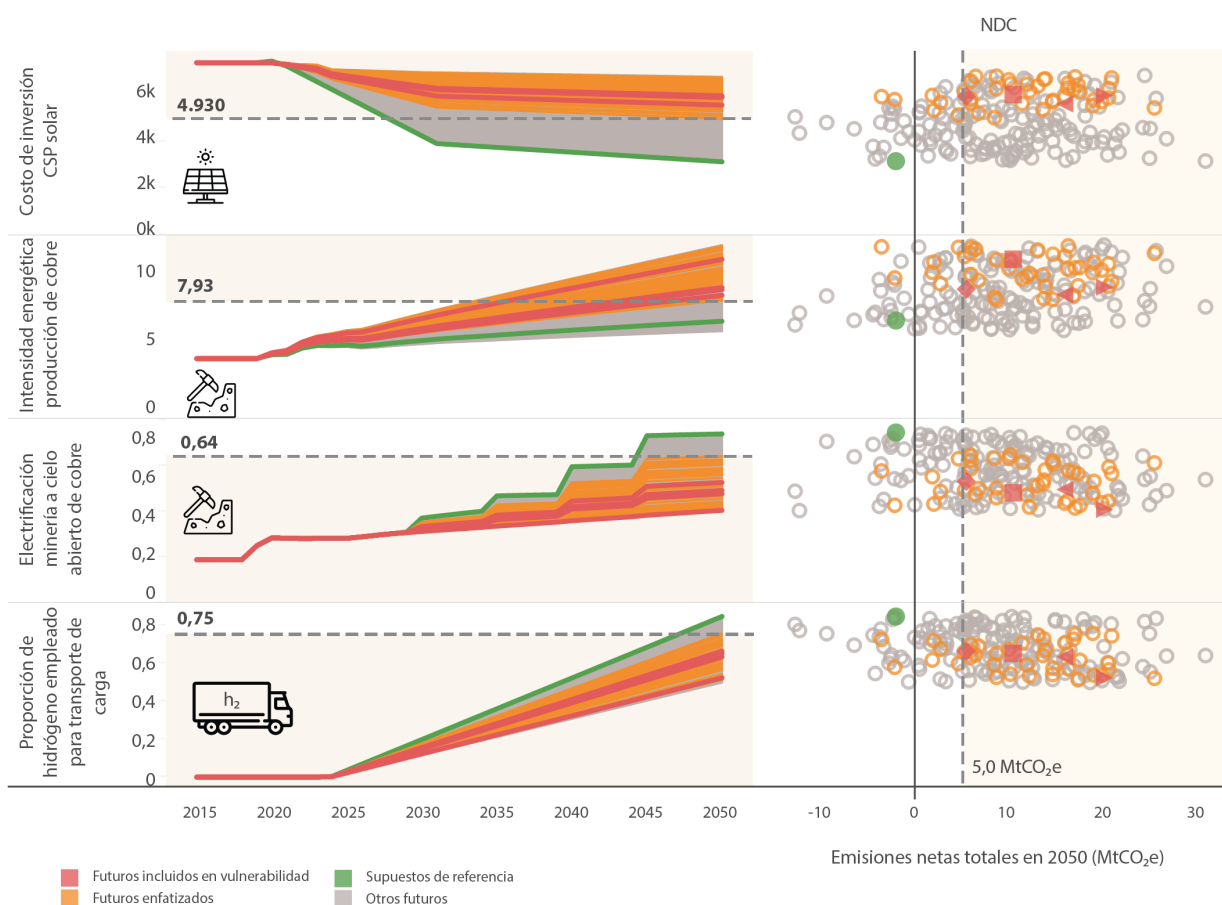 NDC
Costo de inversión
CSP solar
6k
4.930
4k
2k
0k
Intensidad energética
producción de cobre
10
7,93
5
0
Electrificación
minería a cielo
abierto de cobre
0,8
0,64
0,6
0,4
0,2
0
Proporción de
hidrógeno empleado
para transporte de
carga
0,8
0,75
0,6
0,4
0,2
0
h₂
5,0 MtCO₂e
2015 2020 2025 2030 2035 2040 2045 2050
-10 0 10 20 30
Emisiones netas totales en 2050 (MtCO₂e)
Futuros incluidos en vulnerabilidad
Supuestos de referencia
Futuros enfatizados
Otros futuros